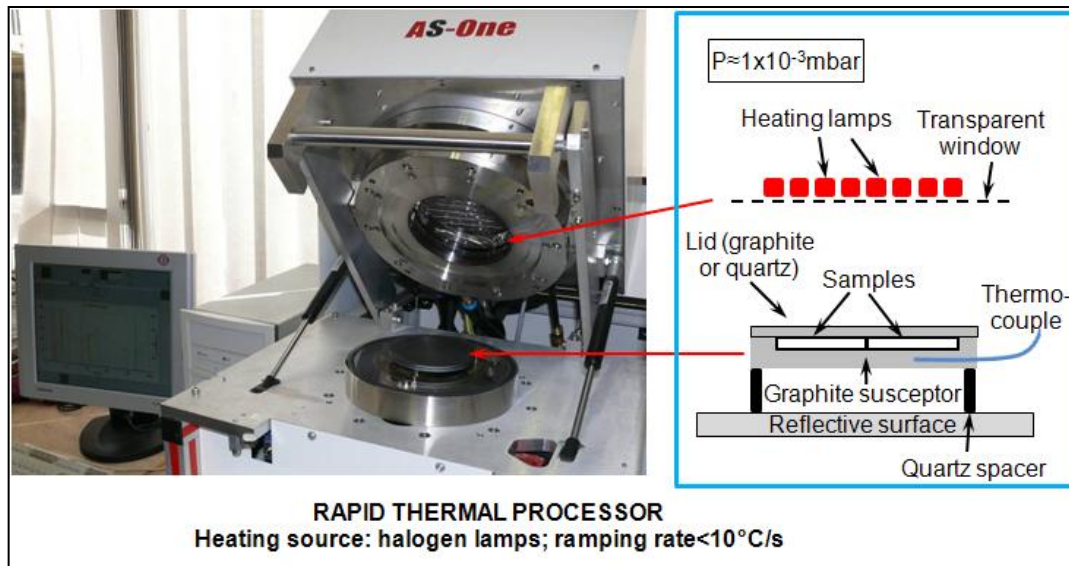 AS-One
P≈1x10⁻³mbar
Heating lamps
Transparent
window
Lid (graphite
or quartz)
Samples
Thermo-
couple
Graphite susceptor
Reflective surface
Quartz spacer
RAPID THERMAL PROCESSOR
Heating source: halogen lamps; ramping rate<10°C/s